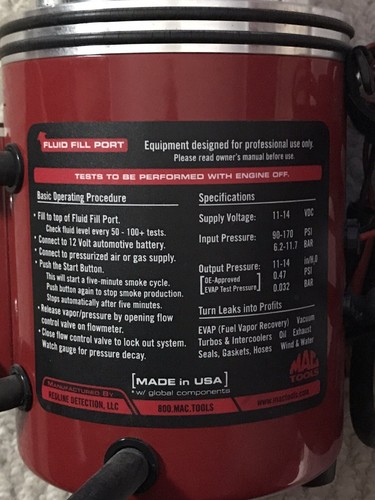 FLUID FILL PORT
Equipment designed for professional use only.
Please read owner's manual before use.
TESTS TO BE PERFORMED WITH ENGINE OFF.
Basic Operating Procedure
• Fill to top of Fluid Fill Port.
Check fluid level every 50 - 100+ tests.
• Connect to 12 Volt automotive battery.
• Connect to pressurized air or gas supply.
• Push the Start Button.
This will start a five-minute smoke cycle.
Push button again to stop smoke production.
Stops automatically after five minutes.
• Release vapor/pressure by opening flow
control valve on flowmeter.
• Close flow control valve to lock out system.
Watch gauge for pressure decay.
Specifications
Supply Voltage: 11-14 VDC
Input Pressure: 90-170 PSI
6.2-11.7 BAR
Output Pressure: 11-14 in/H2O
[OE-Approved 0.47 PSI
EVAP Test Pressure] 0.032 BAR
Turn Leaks into Profits
EVAP (Fuel Vapor Recovery) Vacuum
Turbos & Intercoolers Oil Exhaust
Seals, Gaskets, Hoses Wind & Water
MAC
TOOLS
[MADE in USA]
• w/ global components
MANUFACTURED BY
REDLINE DETECTION, LLC
800.MAC.TOOLS
www.mactools.com